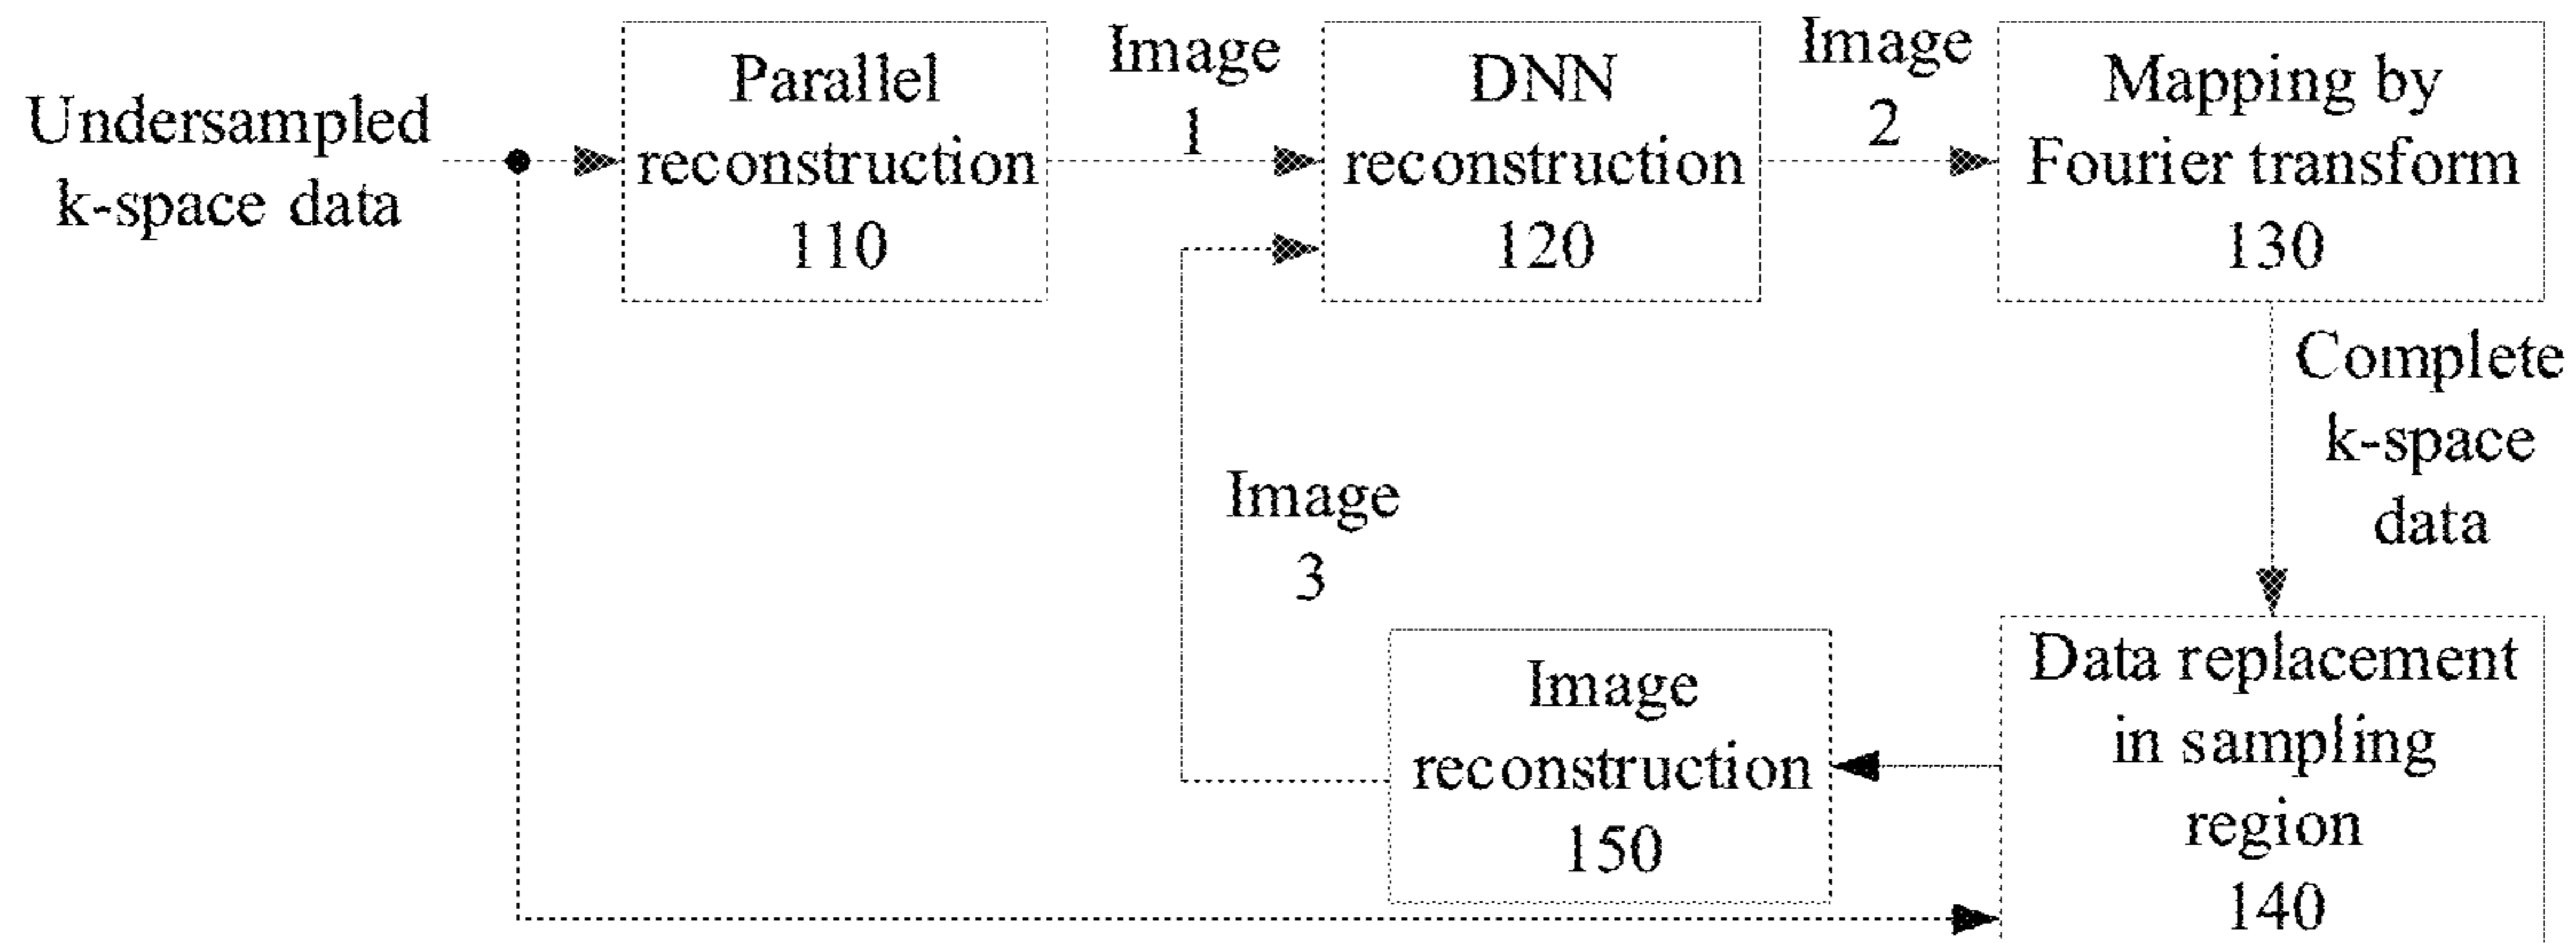 Undersampled
k-space data
Parallel
reconstruction
110
Image
1
DNN
reconstruction
120
Image
2
Mapping by
Fourier transform
130
Complete
k-space
data
Data replacement
in sampling
region
140
Image
reconstruction
150
Image
3